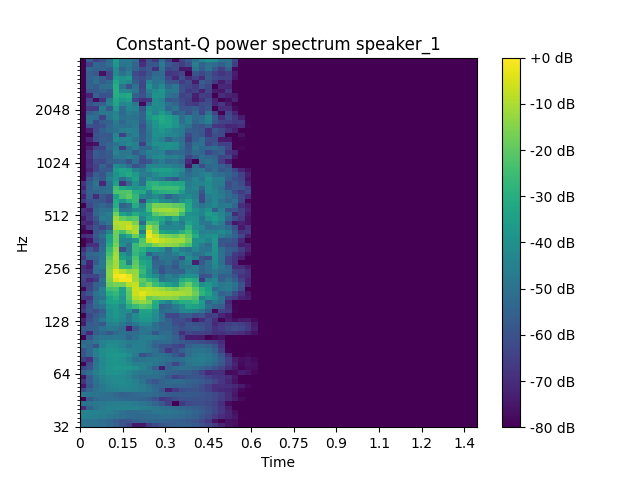 Constant-Q power spectrum speaker_1
Hz
2048
1024
512
256
128
64
32
0 0.15 0.3 0.45 0.6 0.75 0.9 1.1 1.2 1.4
Time
+0 dB
-10 dB
-20 dB
-30 dB
-40 dB
-50 dB
-60 dB
-70 dB
-80 dB